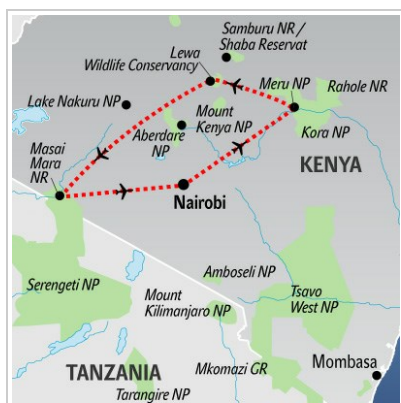 Samburu NR /
Shaba Reservat
Lewa
Wildlife Conservancy
Meru NP
Rahole NR
Lake Nakuru NP
Mount
Kenya NP
Aberdare
NP
Kora NP
Masai
Mara
NR
KENYA
Nairobi
Serengeti NP
Amboseli NP
Tsavo
West NP
Mount
Kilimanjaro NP
Mkomazi GR
Mombasa
TANZANIA
Tarangire NP